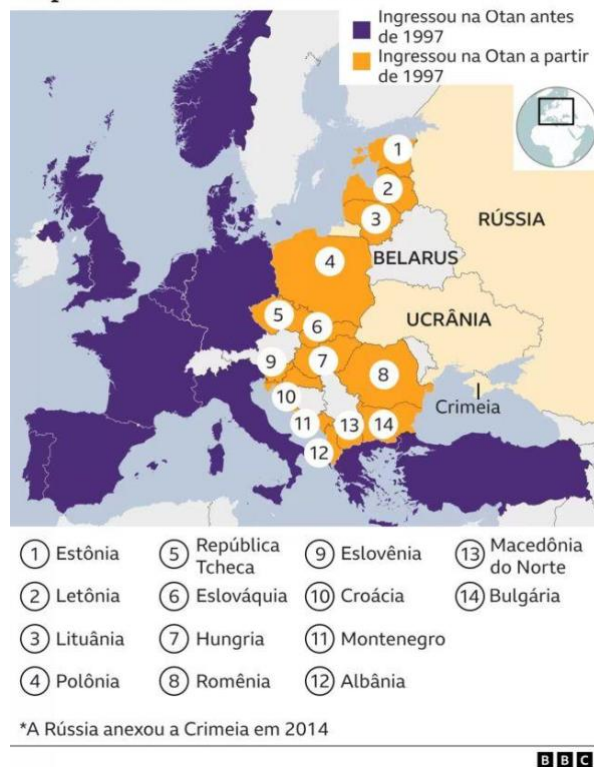 Ingressou na Otan antes
de 1997
Ingressou na Otan a partir
de 1997
1
2
3
4
5
6
7
8
9
10
11
12
13
14
RÚSSIA
BELARUS
UCRÂNIA
Crimeia
1 Estônia
2 Letônia
3 Lituânia
4 Polônia
5 República
Tcheca
6 Eslováquia
7 Hungria
8 Romênia
9 Eslovênia
10 Croácia
11 Montenegro
12 Albânia
13 Macedônia
do Norte
14 Bulgária
*A Rússia anexou a Crimeia em 2014
BBC